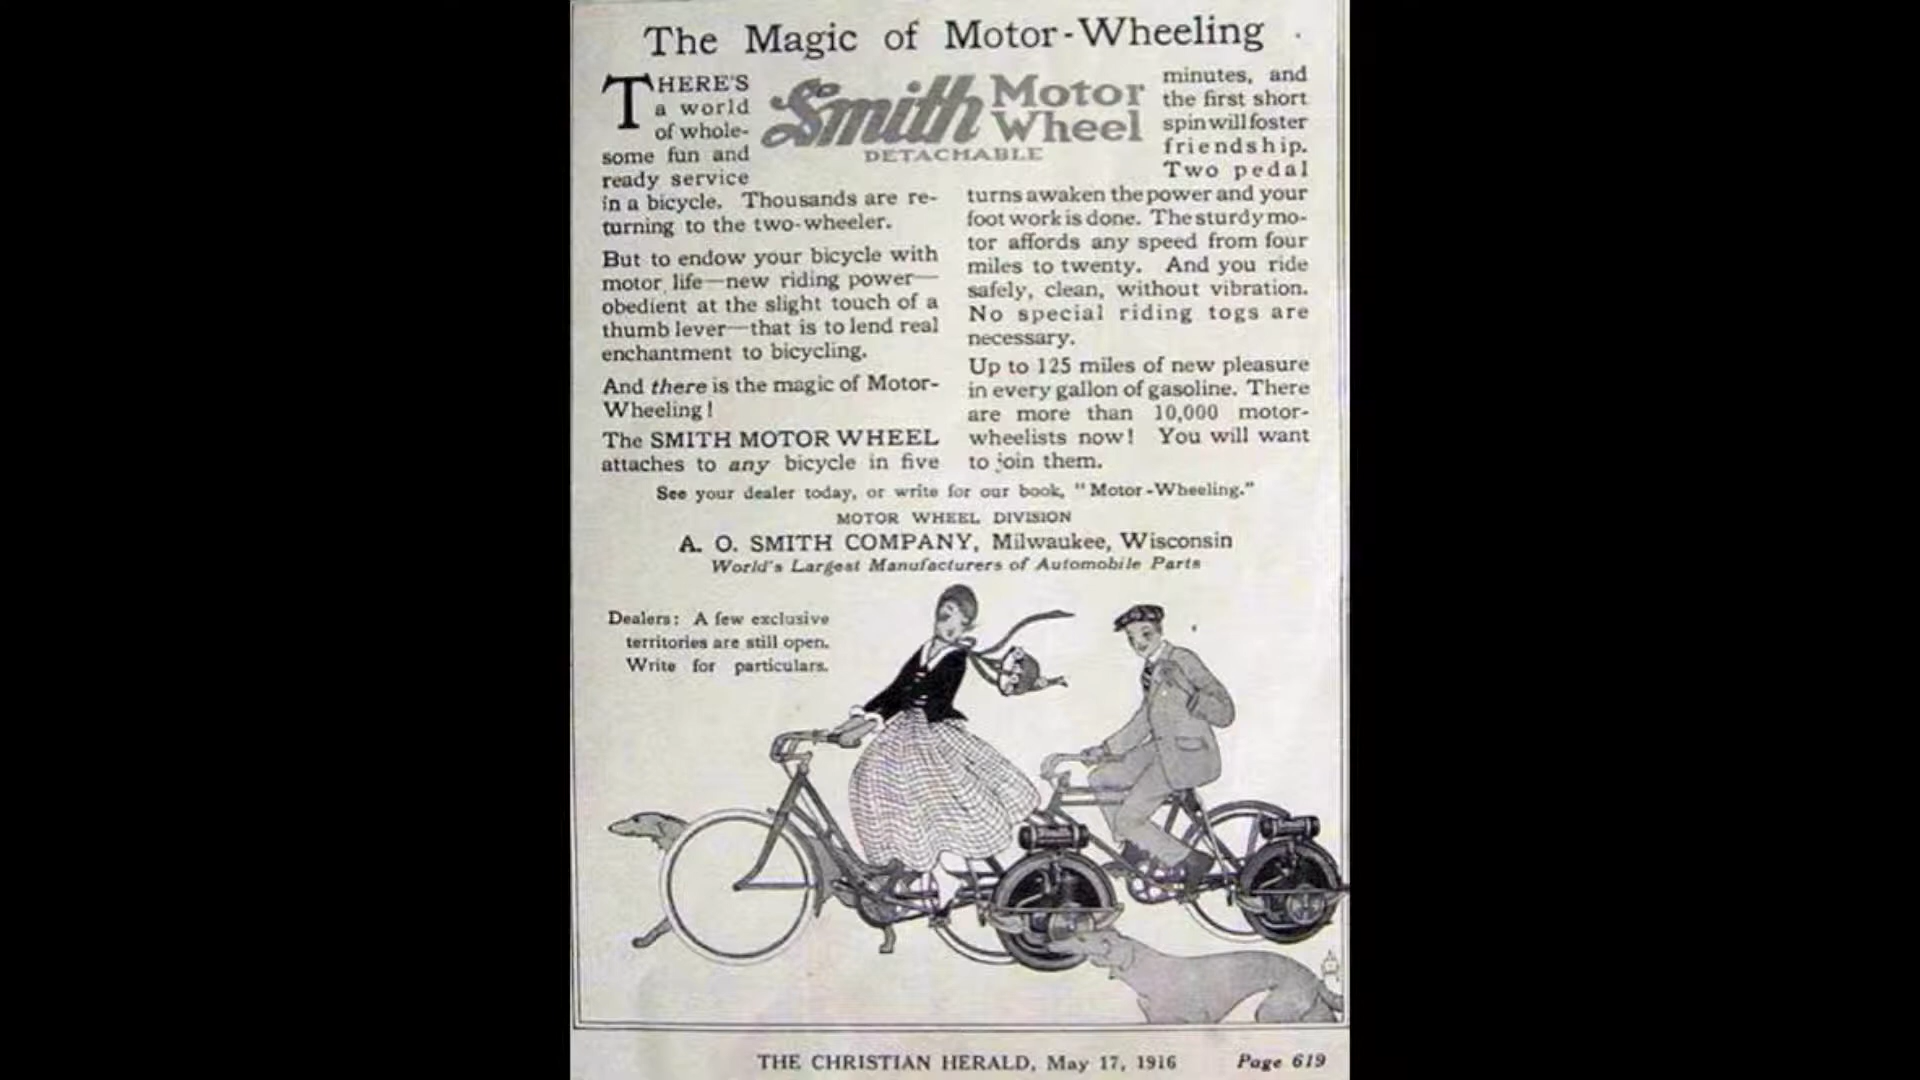 The Magic of Motor-Wheeling
Smith Motor
Wheel
DETACHABLE
THERE'S
a world
of whole-
some fun and
ready service
in a bicycle. Thousands are re-
turning to the two-wheeler.
But to endow your bicycle with
motor life—new riding power—
obedient at the slight touch of a
thumb lever—that is to lend real
enchantment to bicycling.
And there is the magic of Motor-
Wheeling!
The SMITH MOTOR WHEEL
attaches to any bicycle in five
minutes, and
the first short
spin will foster
friendship.
Two pedal
turns awaken the power and your
foot work is done. The sturdy mo-
tor affords any speed from four
miles to twenty. And you ride
safely, clean, without vibration.
No special riding togs are
necessary.
Up to 125 miles of new pleasure
in every gallon of gasoline. There
are more than 10,000 motor-
wheelists now! You will want
to join them.
See your dealer today, or write for our book, "Motor-Wheeling."
MOTOR WHEEL DIVISION
A. O. SMITH COMPANY, Milwaukee, Wisconsin
World's Largest Manufacturers of Automobile Parts
Dealers: A few exclusive
territories are still open.
Write for particulars.
THE CHRISTIAN HERALD, May 17, 1916 Page 619